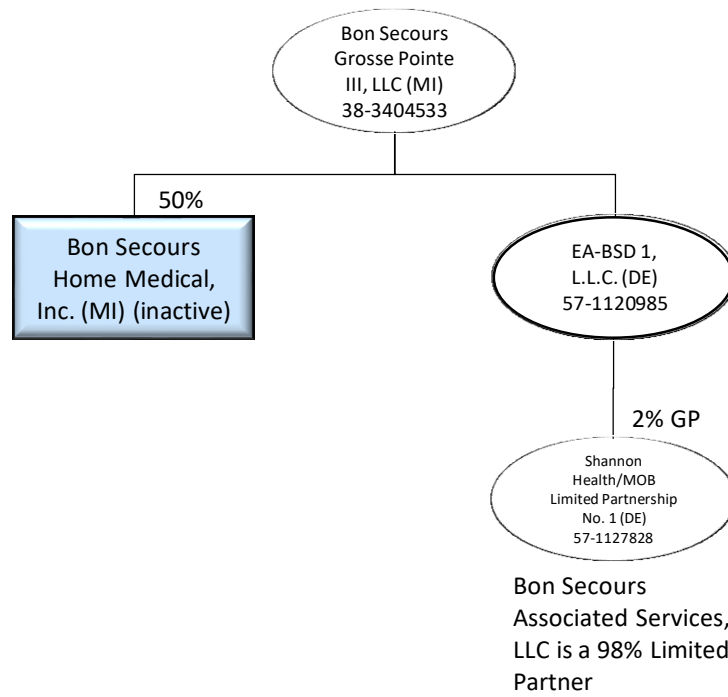 Bon Secours
Grosse Pointe
III, LLC (MI)
38-3404533
50%
Bon Secours
Home Medical,
Inc. (MI) (inactive)
EA-BSD 1,
L.L.C. (DE)
57-1120985
2% GP
Shannon
Health/MOB
Limited Partnership
No. 1 (DE)
57-1127828
Bon Secours
Associated Services,
LLC is a 98% Limited
Partner